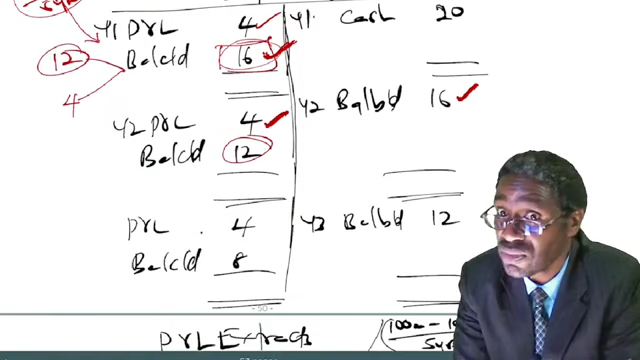 Y1 P&L 4 Y1 Cash 20
12 Bal c/d 16
4
Y2 P&L 4 Y2 Bal b/d 16
Bal c/d 12
P&L 4 Y3 Bal b/d 12
Bal c/d 8
-50-
P&L Extracts